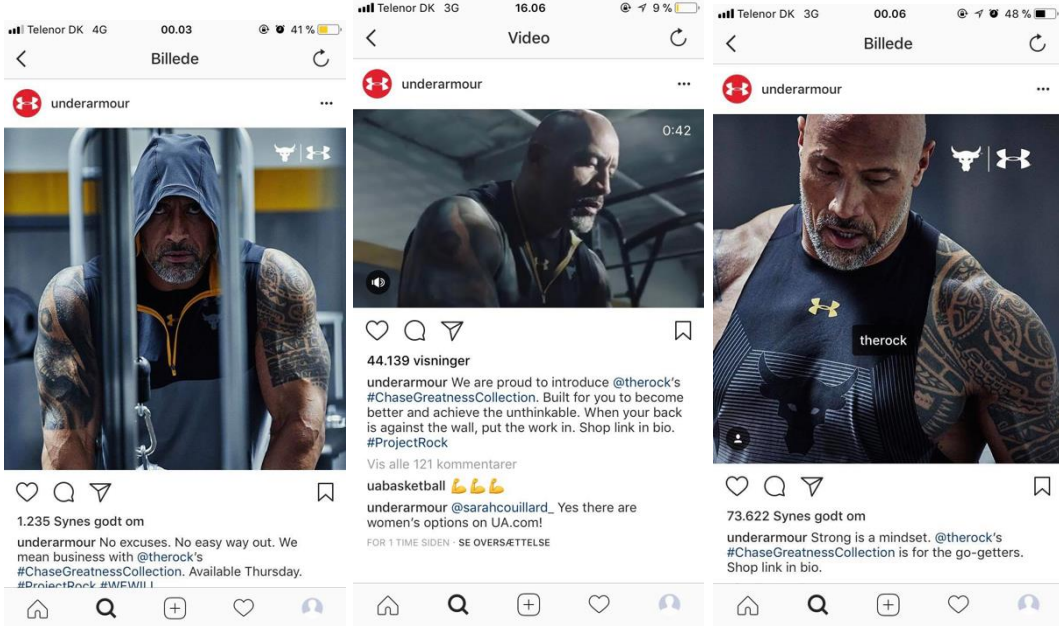 Telenor DK 4G 00.03 41 %
Billede
underarmour
1.235 Synes godt om
underarmour No excuses. No easy way out. We
mean business with @therock's
#ChaseGreatnessCollection. Available Thursday.
#ProjectRock #WEWILL
Telenor DK 3G 16.06 9 %
Video
underarmour
0:42
44.139 visninger
underarmour We are proud to introduce @therock's
#ChaseGreatnessCollection. Built for you to become
better and achieve the unthinkable. When your back
is against the wall, put the work in. Shop link in bio.
#ProjectRock
Vis alle 121 kommentarer
uabasketball 💪💪💪
underarmour @sarahcouillard_ Yes there are
women's options on UA.com!
FOR 1 TIME SIDEN · SE OVERSÆTTELSE
Telenor DK 3G 00.06 48 %
Billede
underarmour
therock
73.622 Synes godt om
underarmour Strong is a mindset. @therock's
#ChaseGreatnessCollection is for the go-getters.
Shop link in bio.